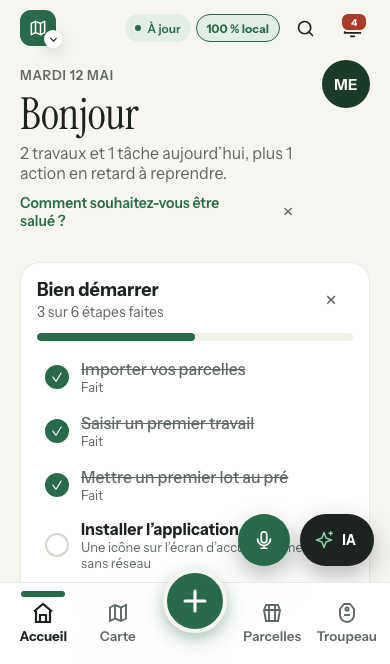 À jour
100 % local
4
MARDI 12 MAI
ME
Bonjour
2 travaux et 1 tâche aujourd’hui, plus 1
action en retard à reprendre.
Comment souhaitez-vous être
salué ?
Bien démarrer
3 sur 6 étapes faites
Importer vos parcelles
Fait
Saisir un premier travail
Fait
Mettre un premier lot au pré
Fait
Installer l’application
Une icône sur l’écran d’
sans réseau
IA
Accueil
Carte
Parcelles
Troupeau